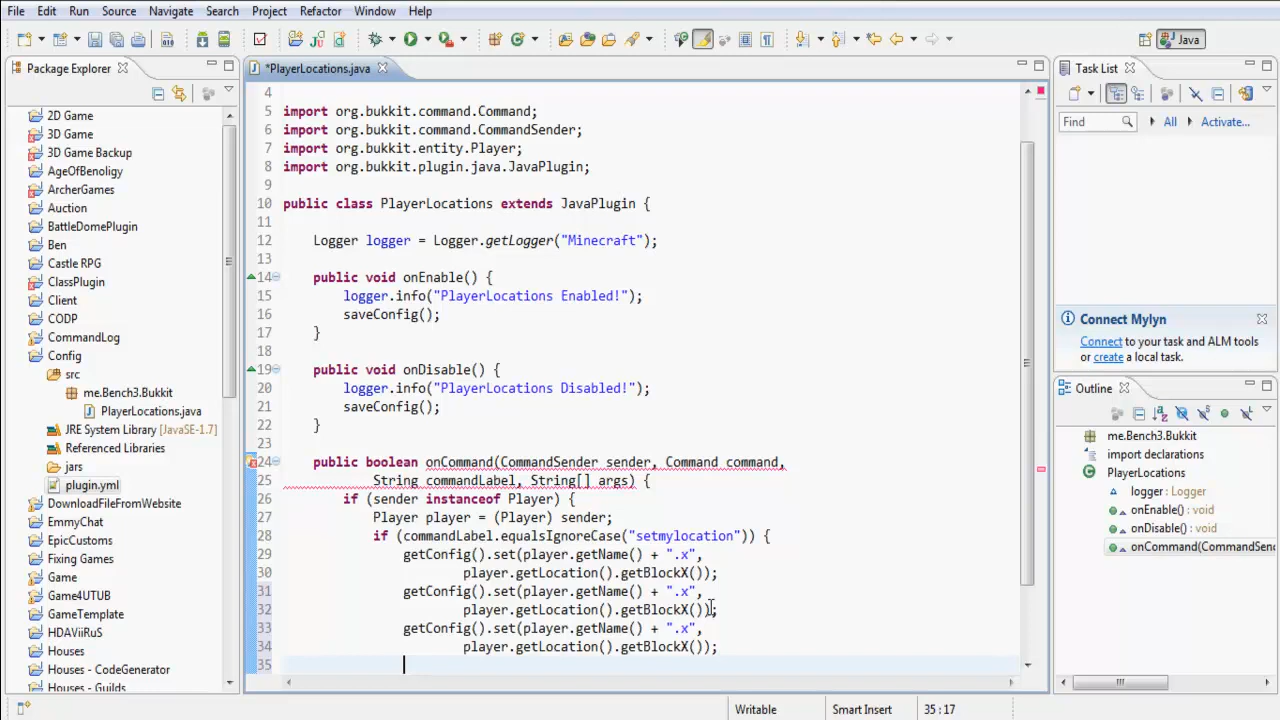 File Edit Run Source Navigate Search Project Refactor Window Help
Java
Package Explorer
*PlayerLocations.java
Task List
Find
All
Activate...
2D Game
3D Game
3D Game Backup
AgeOfBenoligy
ArcherGames
Auction
BattleDomePlugin
Ben
Castle RPG
ClassPlugin
Client
CODP
CommandLog
Config
src
me.Bench3.Bukkit
PlayerLocations.java
JRE System Library [JavaSE-1.7]
Referenced Libraries
jars
plugin.yml
DownloadFileFromWebsite
EmmyChat
EpicCustoms
Fixing Games
Game
Game4UTUB
GameTemplate
HDAViiRuS
Houses
Houses - CodeGenerator
Houses - Guilds
4
5 import org.bukkit.command.Command;
6 import org.bukkit.command.CommandSender;
7 import org.bukkit.entity.Player;
8 import org.bukkit.plugin.java.JavaPlugin;
9
10 public class PlayerLocations extends JavaPlugin {
11
12 Logger logger = Logger.getLogger("Minecraft");
13
14 public void onEnable() {
15 logger.info("PlayerLocations Enabled!");
16 saveConfig();
17 }
18
19 public void onDisable() {
20 logger.info("PlayerLocations Disabled!");
21 saveConfig();
22 }
23
24 public boolean onCommand(CommandSender sender, Command command,
25 String commandLabel, String[] args) {
26 if (sender instanceof Player) {
27 Player player = (Player) sender;
28 if (commandLabel.equalsIgnoreCase("setmylocation")) {
29 getConfig().set(player.getName() + ".x",
30 player.getLocation().getBlockX());
31 getConfig().set(player.getName() + ".x",
32 player.getLocation().getBlockX());
33 getConfig().set(player.getName() + ".x",
34 player.getLocation().getBlockX());
35
Connect Mylyn
Connect to your task and ALM tools
or create a local task.
Outline
me.Bench3.Bukkit
import declarations
PlayerLocations
logger : Logger
onEnable() : void
onDisable() : void
onCommand(CommandSend
Writable
Smart Insert
35 : 17